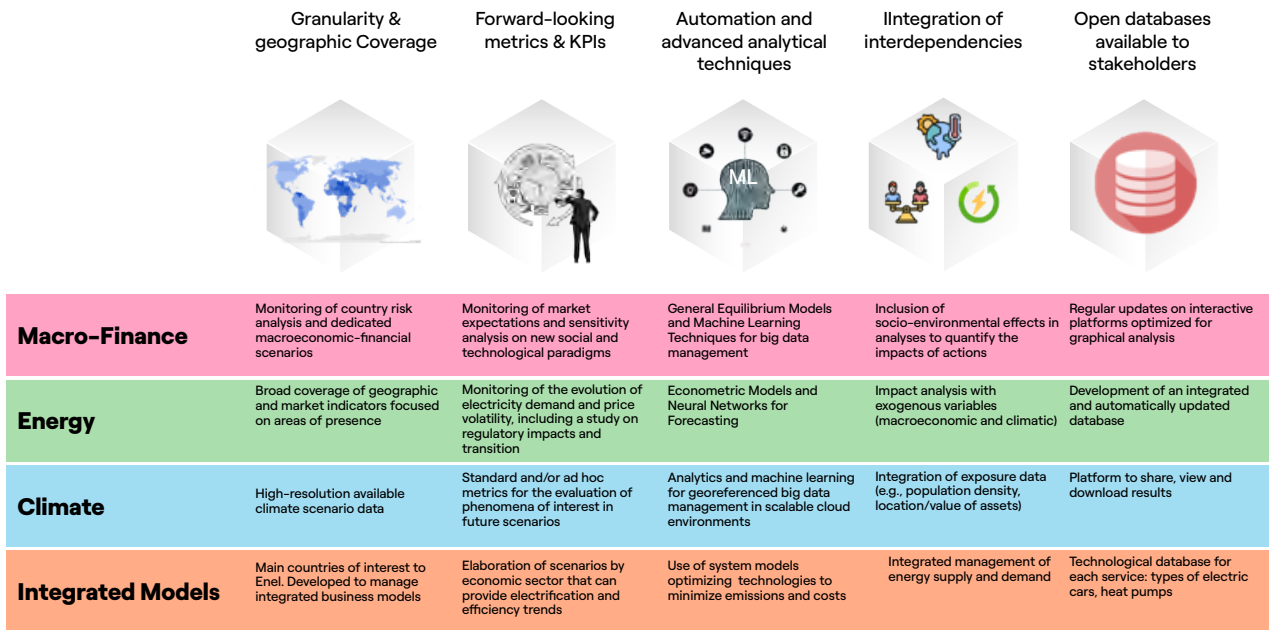 Granularity &
geographic Coverage
Forward-looking
metrics & KPIs
Automation and
advanced analytical
techniques
IIntegration of
interdependencies
Open databases
available to
stakeholders
ML
Macro-Finance
Monitoring of country risk
analysis and dedicated
macroeconomic-financial
scenarios
Monitoring of market
expectations and sensitivity
analysis on new social and
technological paradigms
General Equilibrium Models
and Machine Learning
Techniques for big data
management
Inclusion of
socio-environmental effects in
analyses to quantify the
impacts of actions
Regular updates on interactive
platforms optimized for
graphical analysis
Energy
Broad coverage of geographic
and market indicators focused
on areas of presence
Monitoring of the evolution of
electricity demand and price
volatility, including a study on
regulatory impacts and
transition
Econometric Models and
Neural Networks for
Forecasting
Impact analysis with
exogenous variables
(macroeconomic and climatic)
Development of an integrated
and automatically updated
database
Climate
High-resolution available
climate scenario data
Standard and/or ad hoc
metrics for the evaluation of
phenomena of interest in
future scenarios
Analytics and machine learning
for georeferenced big data
management in scalable cloud
environments
Integration of exposure data
(e.g., population density,
location/value of assets)
Platform to share, view and
download results
Integrated Models
Main countries of interest to
Enel. Developed to manage
integrated business models
Elaboration of scenarios by
economic sector that can
provide electrification and
efficiency trends
Use of system models
optimizing technologies to
minimize emissions and costs
Integrated management of
energy supply and demand
Technological database for
each service: types of electric
cars, heat pumps